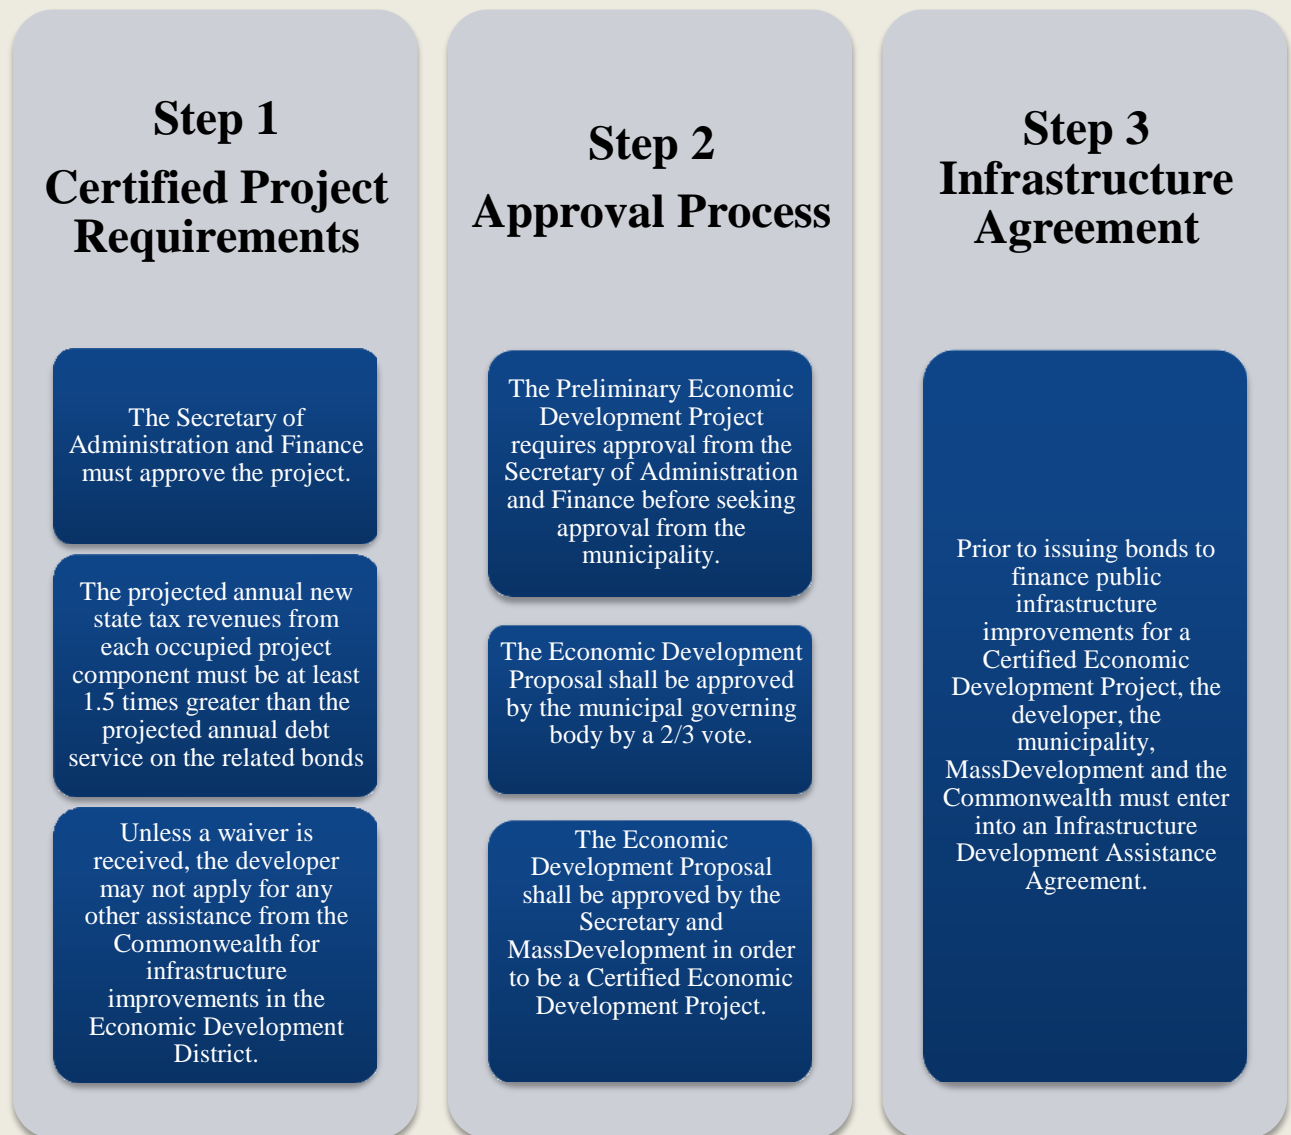 Step 1
Certified Project
Requirements
The Secretary of
Administration and Finance
must approve the project.
The projected annual new
state tax revenues from
each occupied project
component must be at least
1.5 times greater than the
projected annual debt
service on the related bonds
Unless a waiver is
received, the developer
may not apply for any
other assistance from the
Commonwealth for
infrastructure
improvements in the
Economic Development
District.
Step 2
Approval Process
The Preliminary Economic
Development Project
requires approval from the
Secretary of Administration
and Finance before seeking
approval from the
municipality.
The Economic Development
Proposal shall be approved
by the municipal governing
body by a 2/3 vote.
The Economic
Development Proposal
shall be approved by the
Secretary and
MassDevelopment in order
to be a Certified Economic
Development Project.
Step 3
Infrastructure
Agreement
Prior to issuing bonds to
finance public
infrastructure
improvements for a
Certified Economic
Development Project, the
developer, the
municipality,
MassDevelopment and the
Commonwealth must enter
into an Infrastructure
Development Assistance
Agreement.